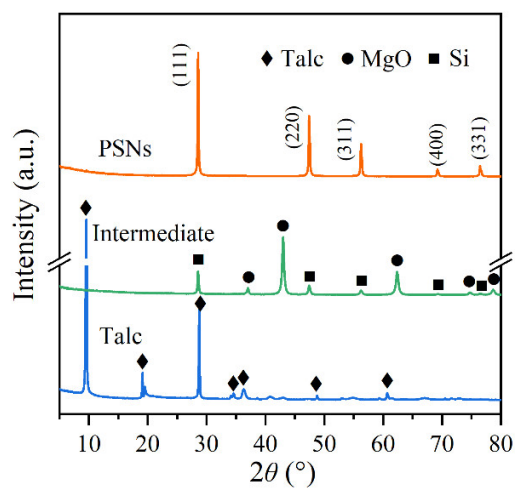 ◆ Talc ● MgO ■ Si
(111)
(220)
(311)
(400)
(331)
PSNs
Intermediate
Talc
Intensity (a.u.)
10 20 30 40 50 60 70 80
2θ (°)